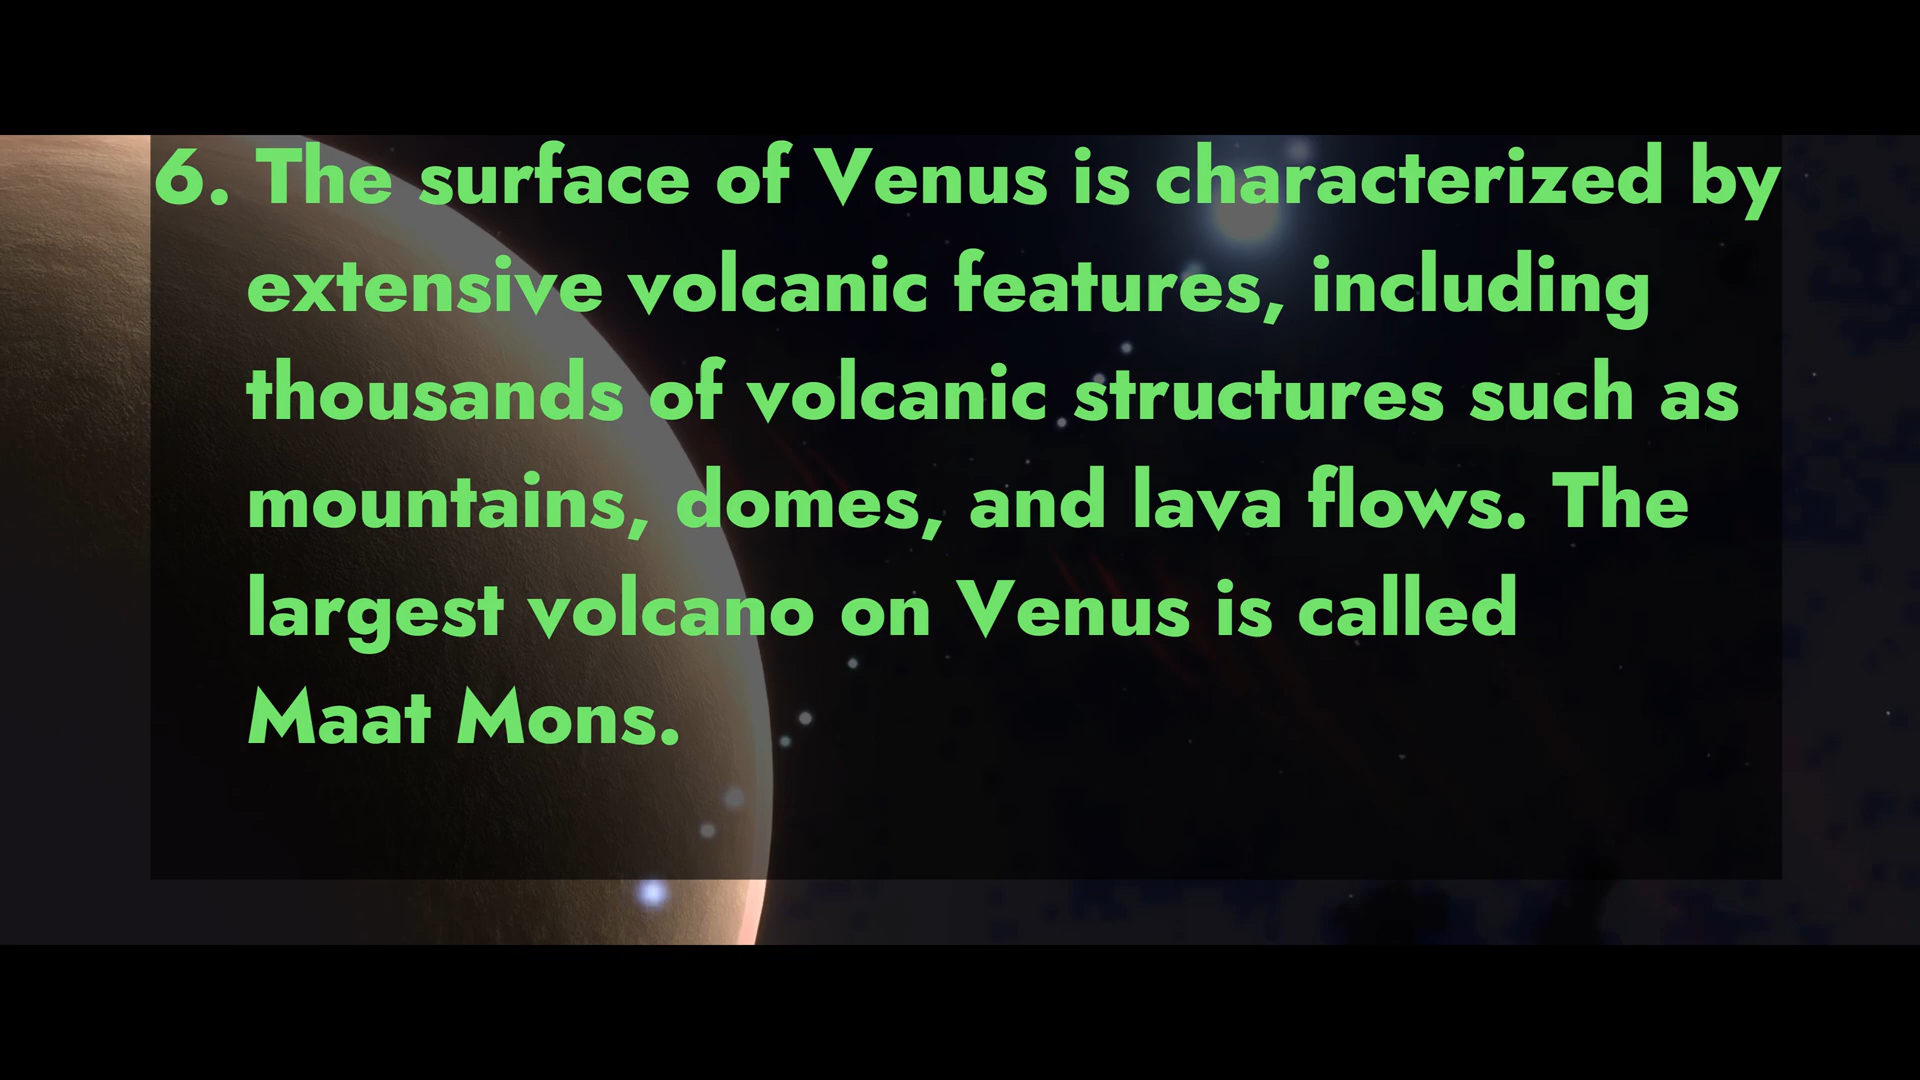 6. The surface of Venus is characterized by
extensive volcanic features, including
thousands of volcanic structures such as
mountains, domes, and lava flows. The
largest volcano on Venus is called
Maat Mons.